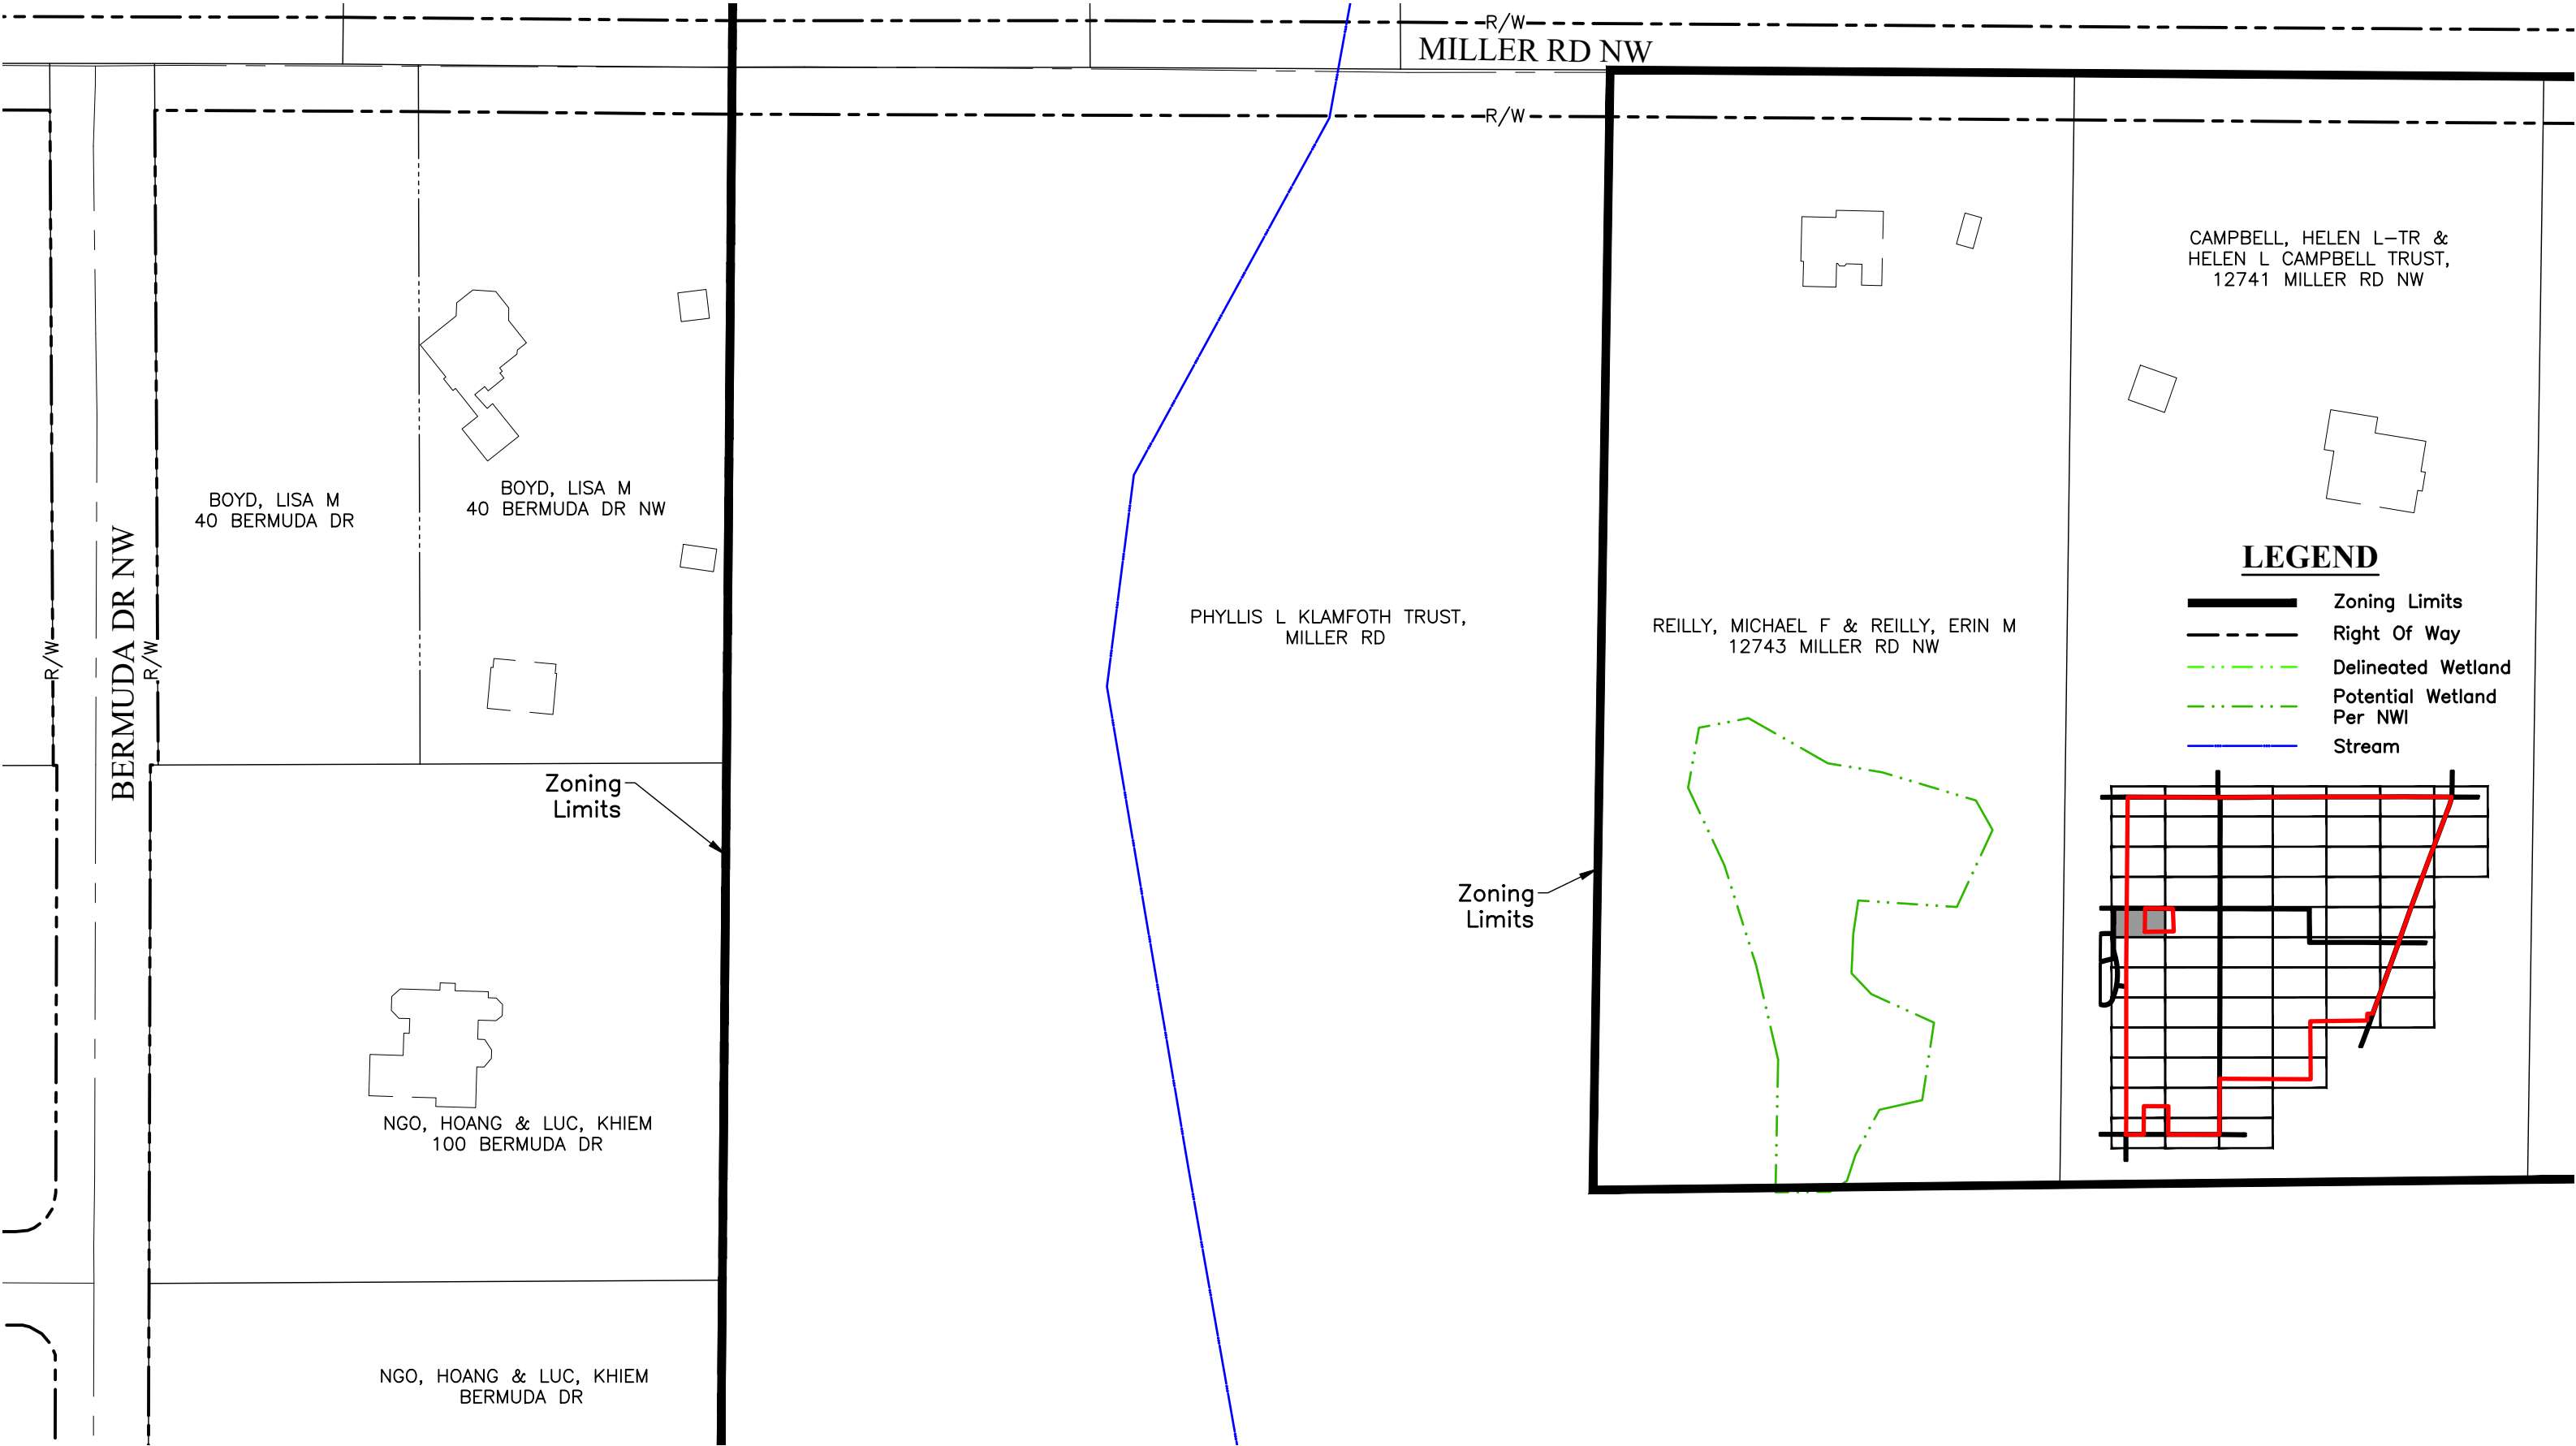 R/W
MILLER RD NW
R/W
CAMPBELL, HELEN L-TR &
HELEN L CAMPBELL TRUST,
12741 MILLER RD NW
BOYD, LISA M
40 BERMUDA DR
BOYD, LISA M
40 BERMUDA DR NW
R/W
BERMUDA DR NW
R/W
PHYLLIS L KLAMFOTH TRUST,
MILLER RD
REILLY, MICHAEL F & REILLY, ERIN M
12743 MILLER RD NW
LEGEND
Zoning Limits
Right Of Way
Delineated Wetland
Potential Wetland
Per NWI
Stream
Zoning
Limits
Zoning
Limits
NGO, HOANG & LUC, KHIEM
100 BERMUDA DR
NGO, HOANG & LUC, KHIEM
BERMUDA DR